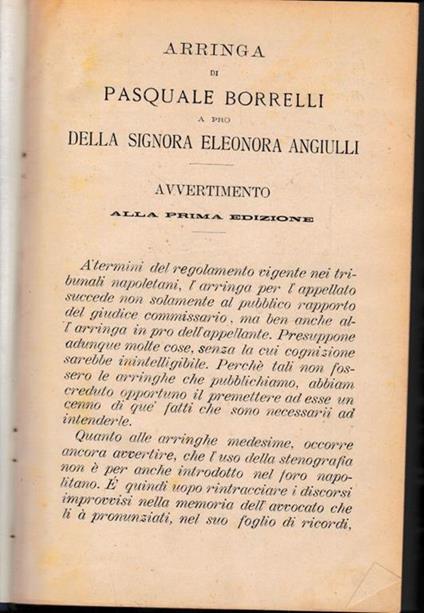 ARRINGA
DI
PASQUALE BORRELLI
A PRO
DELLA SIGNORA ELEONORA ANGIULLI
AVVERTIMENTO
ALLA PRIMA EDIZIONE
A' termini del regolamento vigente nei tri-
bunali napoletani, l'arringa per l'appellato
succede non solamente al pubblico rapporto
del giudice commissario, ma ben anche al-
l'arringa in pro dell'appellante. Presuppone
adunque molte cose, senza la cui cognizione
sarebbe inintelligibile. Perchè tali non fos-
sero le arringhe che pubblichiamo, abbiam
creduto opportuno il premettere ad esse un
cenno di que' fatti che sono necessarii ad
intenderle.
Quanto alle arringhe medesime, occorre
ancora avvertire, che l'uso della stenografia
non è per anche introdotto nel foro napo-
litano. É quindi uopo rintracciare i discorsi
improvvisi nella memoria dell'avvocato che
li à pronunziati, nel suo foglio di ricordi,